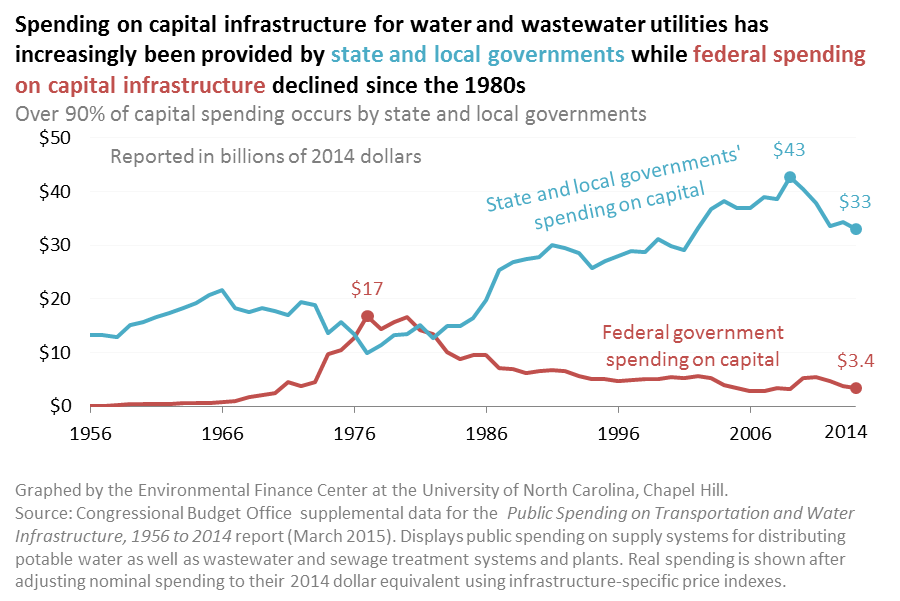 Spending on capital infrastructure for water and wastewater utilities has
increasingly been provided by state and local governments while federal spending
on capital infrastructure declined since the 1980s
Over 90% of capital spending occurs by state and local governments
$50
Reported in billions of 2014 dollars
$43
State and local governments'
spending on capital
$40
$33
$30
$20
$17
Federal government
spending on capital
$10
$3.4
$0
1956
1966
1976
1986
1996
2006
2014
Graphed by the Environmental Finance Center at the University of North Carolina, Chapel Hill.
Source: Congressional Budget Office supplemental data for the Public Spending on Transportation and Water
Infrastructure, 1956 to 2014 report (March 2015). Displays public spending on supply systems for distributing
potable water as well as wastewater and sewage treatment systems and plants. Real spending is shown after
adjusting nominal spending to their 2014 dollar equivalent using infrastructure-specific price indexes.